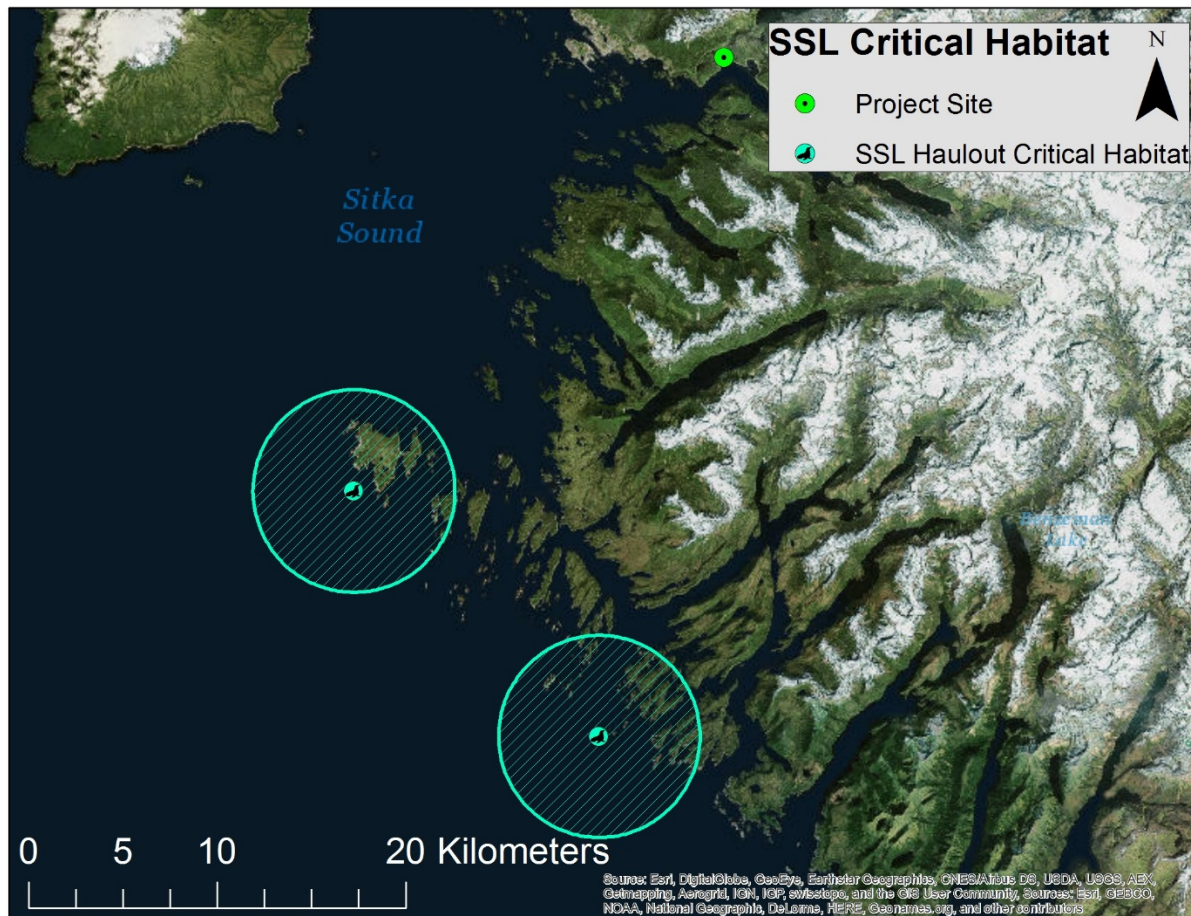 SSL Critical Habitat
N
Project Site
SSL Haulout Critical Habitat
Sitka
Sound
Lake
0 5 10 20 Kilometers
Source: Esri, DigitalGlobe, GeoEye, Earthstar Geographics, CNES/Airbus DS, USDA, USGS, AEX,
Getmapping, Aerogrid, IGN, IGP, swisstopo, and the GIS User Community, Sources: Esri, GEBCO,
NOAA, National Geographic, DeLorme, HERE, Geonames.org, and other contributors